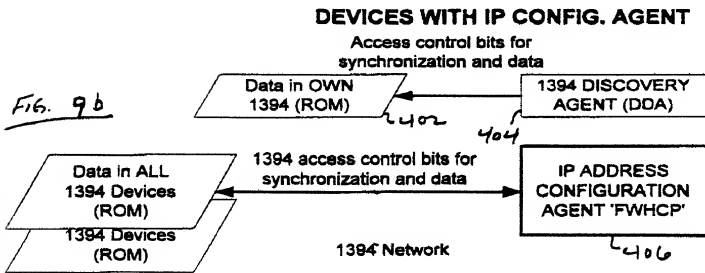 DEVICES WITH IP CONFIG. AGENT
Access control bits for
synchronization and data
FIG. 9b
Data in OWN
1394 (ROM)
402
1394 DISCOVERY
AGENT (DDA)
404
Data in ALL
1394 Devices
(ROM)
1394 access control bits for
synchronization and data
IP ADDRESS
CONFIGURATION
AGENT 'FWHCP'
406
1394 Devices
(ROM)
1394 Network